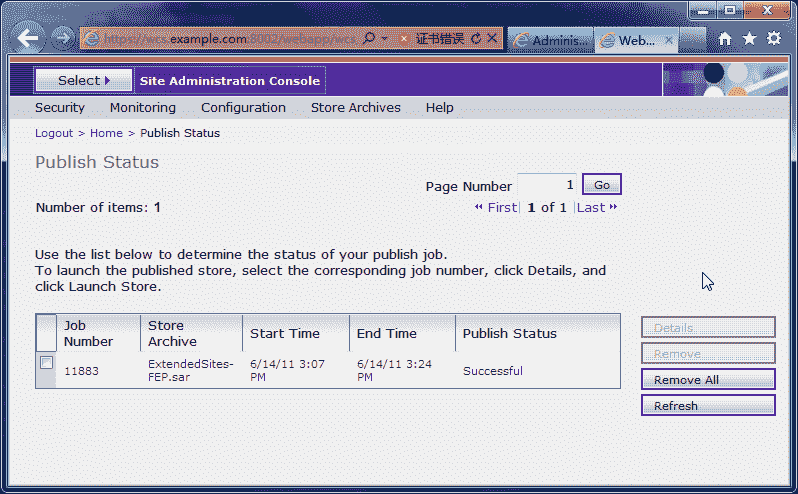 https://wcs.example.com:8002/webapp/wcs 证书错误 Adminis... Web...
Select Site Administration Console
Security Monitoring Configuration Store Archives Help
Logout > Home > Publish Status
Publish Status
Page Number 1 Go
Number of items: 1 First | 1 of 1 | Last
Use the list below to determine the status of your publish job.
To launch the published store, select the corresponding job number, click Details, and
click Launch Store.
Job Number Store Archive Start Time End Time Publish Status
11883 ExtendedSites-FEP.sar 6/14/11 3:07 PM 6/14/11 3:24 PM Successful
Details
Remove
Remove All
Refresh